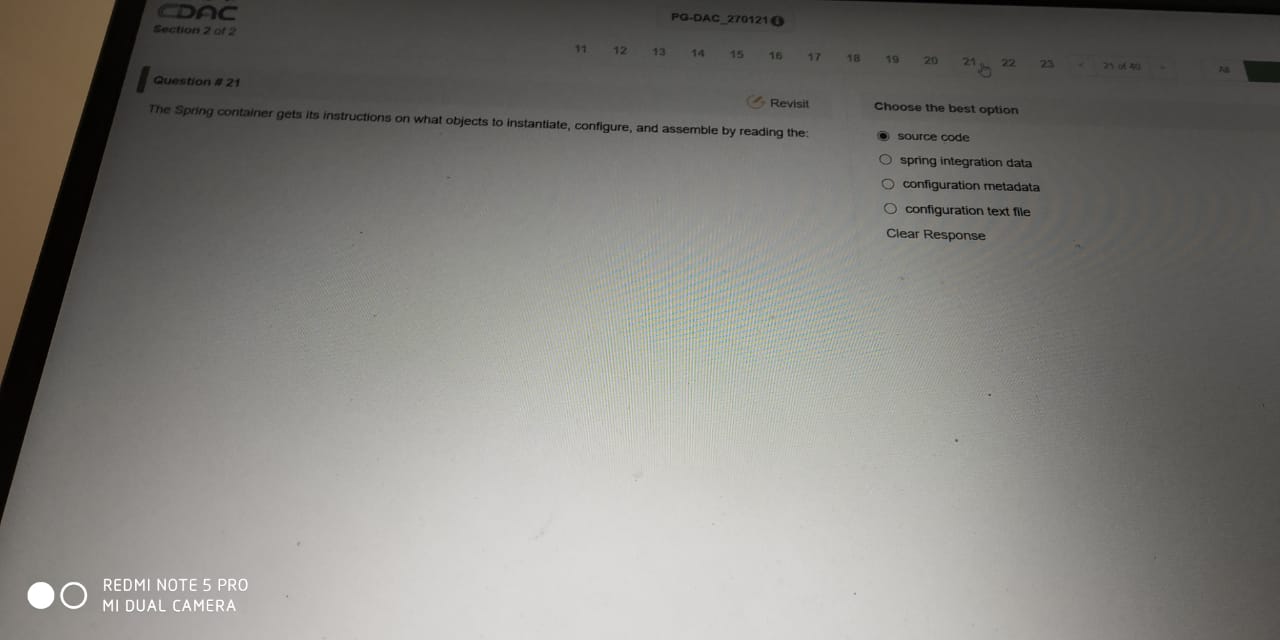 CDAC
Section 2 of 2
PG-DAC_270121
11 12 13 14 15 16 17 18 19 20 21 22 23 21 of 40 All
Question # 21
Revisit
The Spring container gets its instructions on what objects to instantiate, configure, and assemble by reading the:
Choose the best option
source code
spring integration data
configuration metadata
configuration text file
Clear Response
REDMI NOTE 5 PRO
MI DUAL CAMERA